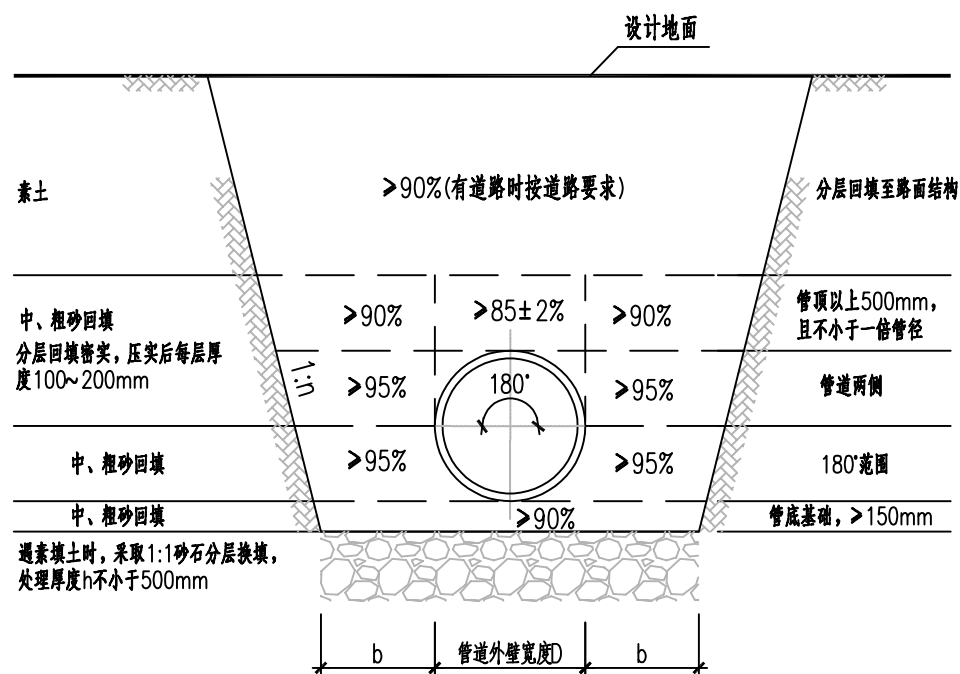 设计地面
素土
≥90%(有道路时按道路要求)
分层回填至路面结构
中、粗砂回填
分层回填密实，压实后每层厚
度100~200mm
≥90%
≥85±2%
≥90%
管顶以上500mm，
且不小于一倍管径
1:n
≥95%
180°
≥95%
管道两侧
中、粗砂回填
≥95%
≥95%
180°范围
中、粗砂回填
≥90%
管底基础，≥150mm
遇素填土时，采取1:1砂石分层换填，
处理厚度h不小于500mm
b
管道外壁宽度D
b